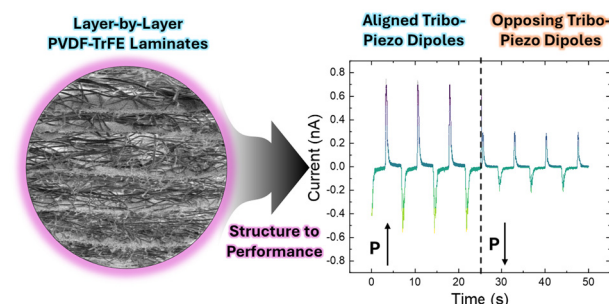 Layer-by-Layer
PVDF-TrFE Laminates
Structure to
Performance
Aligned Tribo-
Piezo Dipoles
Opposing Tribo-
Piezo Dipoles
Current (nA)
0.8
0.6
0.4
0.2
0.0
-0.2
-0.4
-0.6
-0.8
P
P
0
10
20
30
40
50
Time (s)